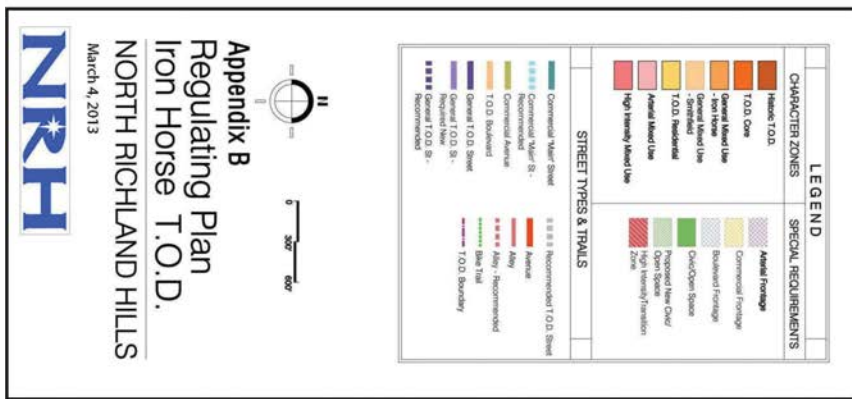 LEGEND
CHARACTER ZONES
Historic T.O.D.
T.O.D. Core
General Mixed Use
- Iron Horse
General Mixed Use
- Smithfield
T.O.D. Residential
Arterial Mixed Use
High Intensity Mixed Use
SPECIAL REQUIREMENTS
Arterial Frontage
Commercial Frontage
Boulevard Frontage
Civic/Open Space
Proposed New Civic/
Open Space
High Intensity Transition
Zone
STREET TYPES & TRAILS
Commercial 'Main' Street
Commercial 'Main' St -
Recommended
Commercial Avenue
T.O.D. Boulevard
General T.O.D. Street
General T.O.D. St -
Required New
General T.O.D. St -
Recommended
Recommended T.O.D. Street
Avenue
Alley
Alley - Recommended
Bike Trail
T.O.D. Boundary
N
0 300' 600'
Appendix B
Regulating Plan
Iron Horse T.O.D.
NORTH RICHLAND HILLS
March 4, 2013
NRH